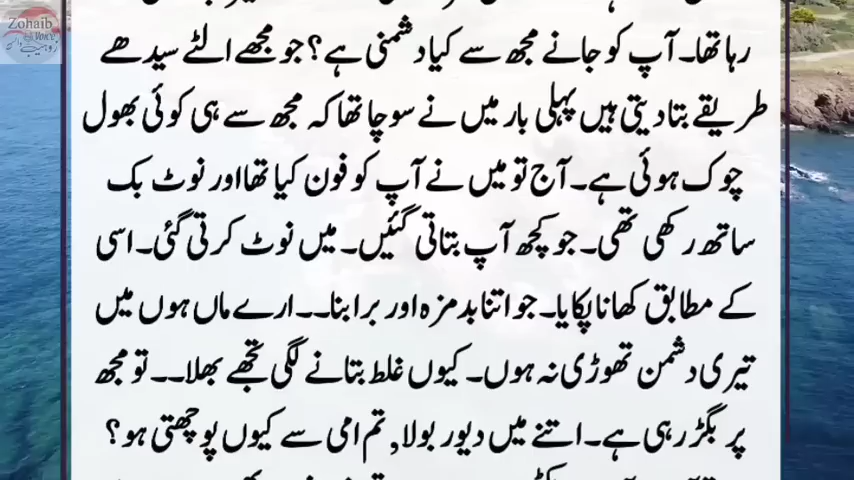 Zohaib
Voice
رہا تھا۔ آپ کو جانے مجھ سے کیا دشمنی ہے؟ جو مجھے الٹے سیدھے
طریقے بتا دیتی ہیں پہلی بار میں نے سوچا تھا کہ مجھ سے ہی کوئی بھول
چوک ہوئی ہے۔ آج تو میں نے آپ کو فون کیا تھا اور نوٹ بک
ساتھ رکھی تھی۔ جو کچھ آپ بتاتی گئیں۔ میں نوٹ کرتی گئی۔ اسی
کے مطابق کھانا پکایا۔ جو اتنا بدمزہ اور برا بنا۔۔ ارے ماں ہوں میں
تیری دشمن تھوڑی نہ ہوں۔ کیوں غلط بتانے لگی تجھے بھلا۔۔ تو مجھ
پر بگڑ رہی ہے۔ اتنے میں دیور بولا, تم امی سے کیوں پوچھتی ہو؟